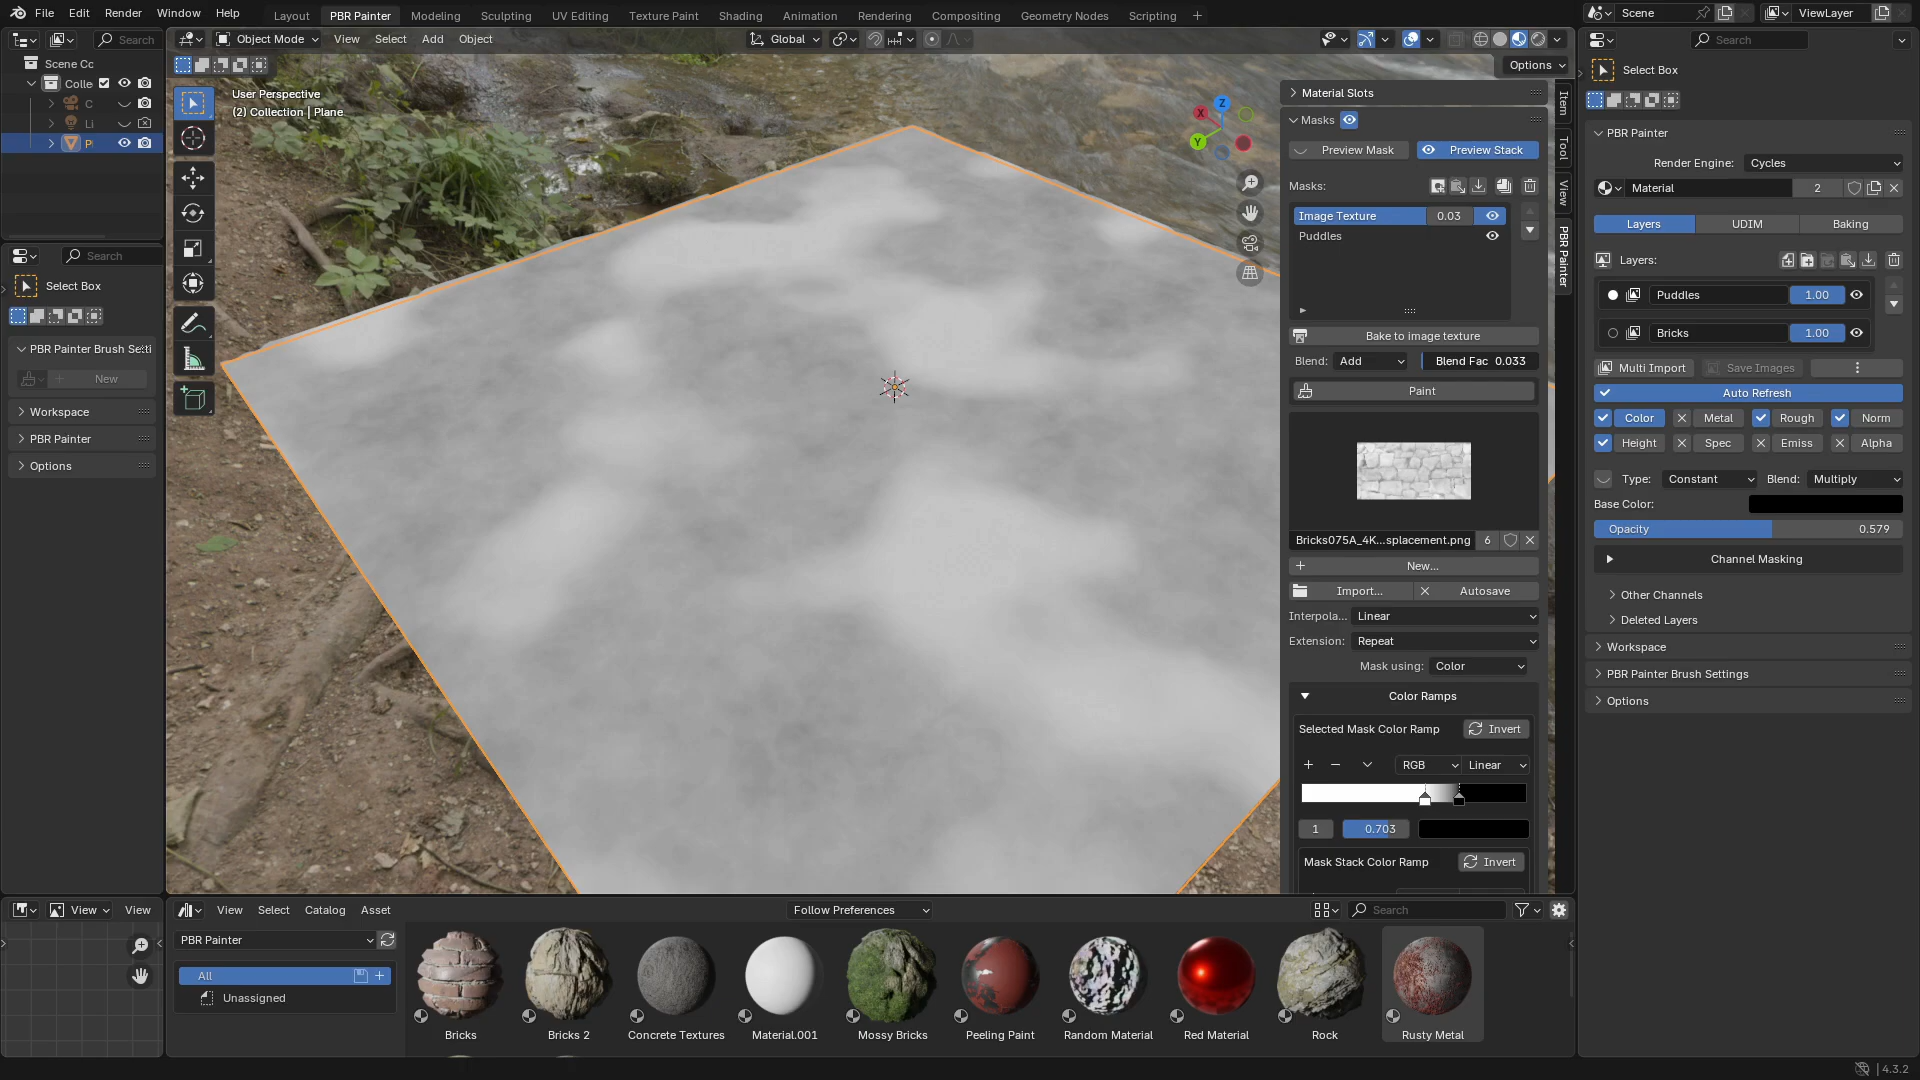 File Edit Render Window Help Layout PBR Painter Modeling Sculpting UV Editing Texture Paint Shading Animation Rendering Compositing Geometry Nodes Scripting + Scene ViewLayer
Search Object Mode View Select Add Object Global Search
Options
Scene Cc
Colle
C
Li
P
User Perspective
(2) Collection | Plane
Z
X
Y
Search
Select Box
PBR Painter Brush Setti
New
Workspace
PBR Painter
Options
Material Slots
Masks
Preview Mask Preview Stack
Masks:
Image Texture 0.03
Puddles
Bake to image texture
Blend: Add Blend Fac 0.033
Paint
Bricks075A_4K...splacement.png 6
New...
Import... Autosave
Interpola... Linear
Extension: Repeat
Mask using: Color
Color Ramps
Selected Mask Color Ramp Invert
RGB Linear
1 0.703
Mask Stack Color Ramp Invert
Item
Tool
View
PBR Painter
Select Box
PBR Painter
Render Engine: Cycles
Material 2
Layers UDIM Baking
Layers:
Puddles 1.00
Bricks 1.00
Multi Import Save Images
Auto Refresh
Color Metal Rough Norm
Height Spec Emiss Alpha
Type: Constant Blend: Multiply
Base Color:
Opacity 0.579
Channel Masking
Other Channels
Deleted Layers
Workspace
PBR Painter Brush Settings
Options
View View
View Select Catalog Asset Follow Preferences Search
PBR Painter
All
Unassigned
Bricks Bricks 2 Concrete Textures Material.001 Mossy Bricks Peeling Paint Random Material Red Material Rock Rusty Metal
4.3.2